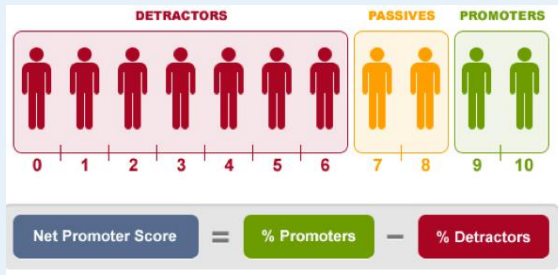 DETRACTORS PASSIVES PROMOTERS
0 1 2 3 4 5 6 7 8 9 10
Net Promoter Score = % Promoters − % Detractors